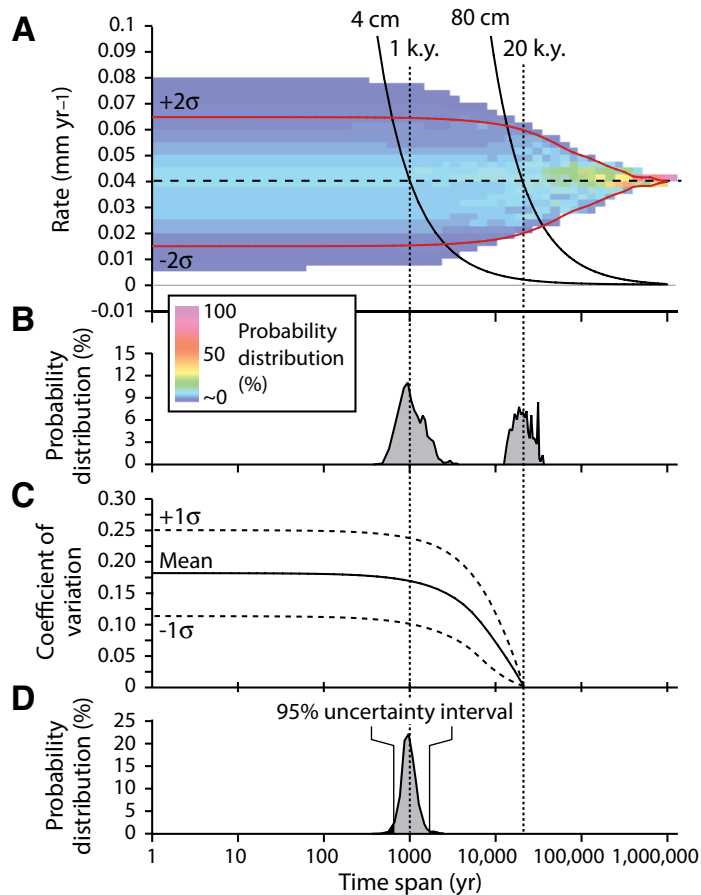 A
4 cm
80 cm
1 k.y.
20 k.y.
0.1
0.09
0.08
0.07
0.06
0.05
0.04
0.03
0.02
0.01
0
-0.01
Rate (mm yr–1)
+2σ
-2σ
100
50
~0
Probability
distribution
(%)
B
Probability
distribution (%)
15
12
9
6
3
0
C
Coefficient of
variation
0.30
0.25
0.20
0.15
0.10
0.05
0
+1σ
Mean
-1σ
D
Probability
distribution (%)
25
20
15
10
5
0
95% uncertainty interval
1
10
100
1000
10,000
100,000
1,000,000
Time span (yr)